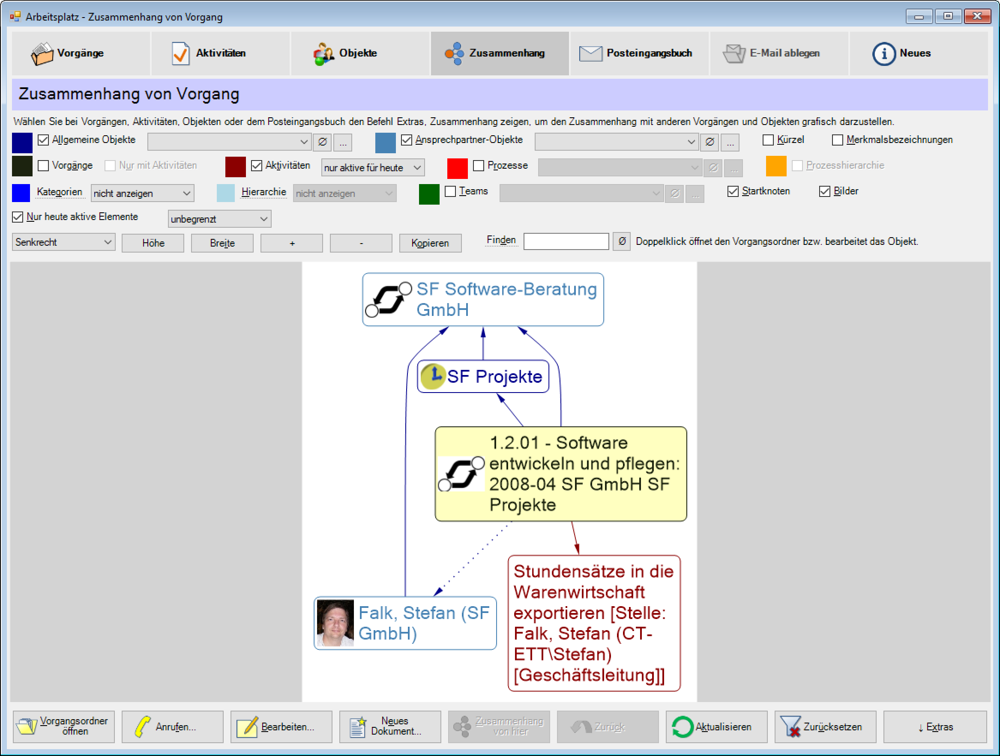 Arbeitsplatz - Zusammenhang von Vorgang
Vorgänge
Aktivitäten
Objekte
Zusammenhang
Posteingangsbuch
E-Mail ablegen
Neues
Zusammenhang von Vorgang
Wählen Sie bei Vorgängen, Aktivitäten, Objekten oder dem Posteingangsbuch den Befehl Extras, Zusammenhang zeigen, um den Zusammenhang mit anderen Vorgängen und Objekten grafisch darzustellen.
Allgemeine Objekte
Ø
...
Ansprechpartner-Objekte
Ø
...
Kürzel
Merkmalsbezeichnungen
Vorgänge
Nur mit Aktivitäten
Aktivitäten
nur aktive für heute
Prozesse
Ø
...
Prozesshierarchie
Kategorien
nicht anzeigen
Hierarchie
nicht anzeigen
Teams
Ø
...
Startknoten
Bilder
Nur heute aktive Elemente
unbegrenzt
Senkrecht
Höhe
Breite
+
-
Kopieren
Finden
Ø
Doppelklick öffnet den Vorgangsordner bzw. bearbeitet das Objekt.
SF Software-Beratung
GmbH
SF Projekte
1.2.01 - Software
entwickeln und pflegen:
2008-04 SF GmbH SF
Projekte
Falk, Stefan (SF
GmbH)
Stundensätze in die
Warenwirtschaft
exportieren [Stelle:
Falk, Stefan (CT-
ETT\Stefan)
[Geschäftsleitung]]
Vorgangsordner
öffnen
Anrufen...
Bearbeiten...
Neues
Dokument...
Zusammenhang
von hier
Zurück
Aktualisieren
Zurücksetzen
↓ Extras